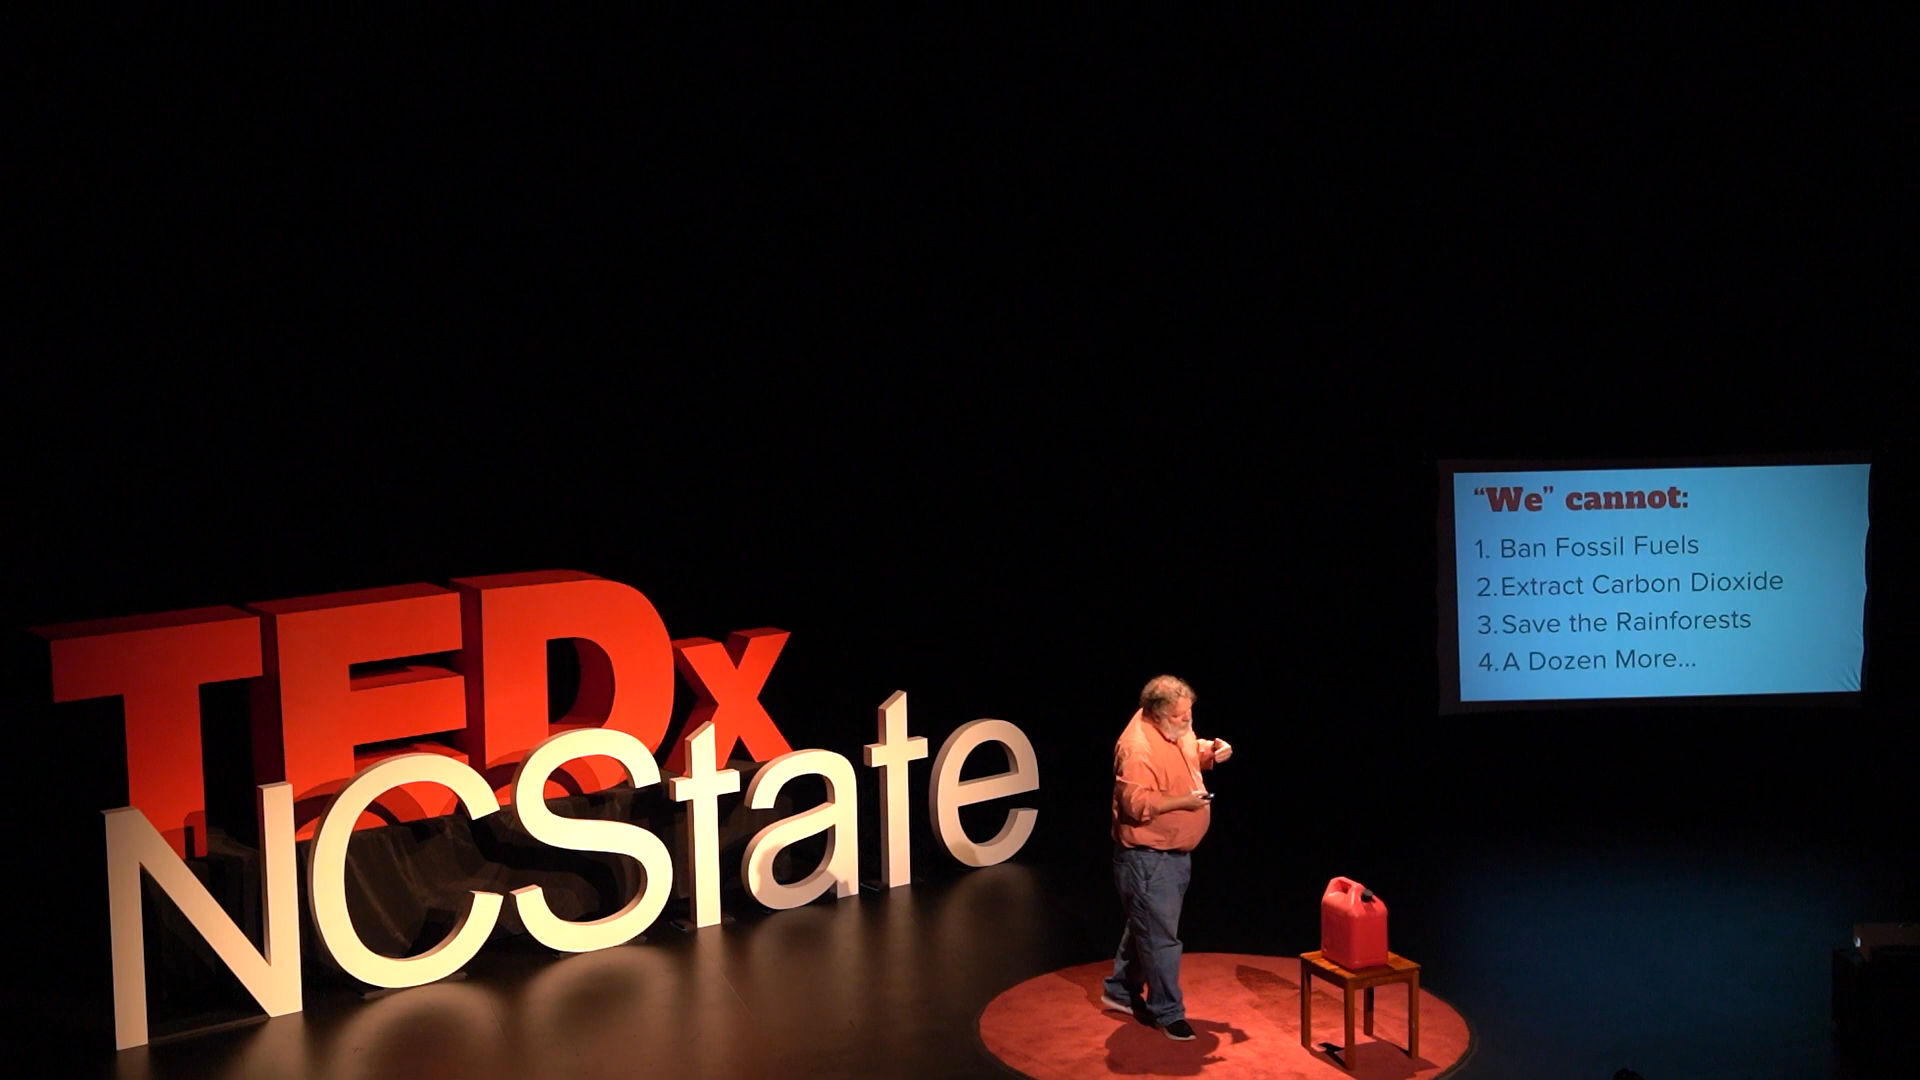 TEDx
NCState
“We” cannot:
1. Ban Fossil Fuels
2. Extract Carbon Dioxide
3. Save the Rainforests
4. A Dozen More...